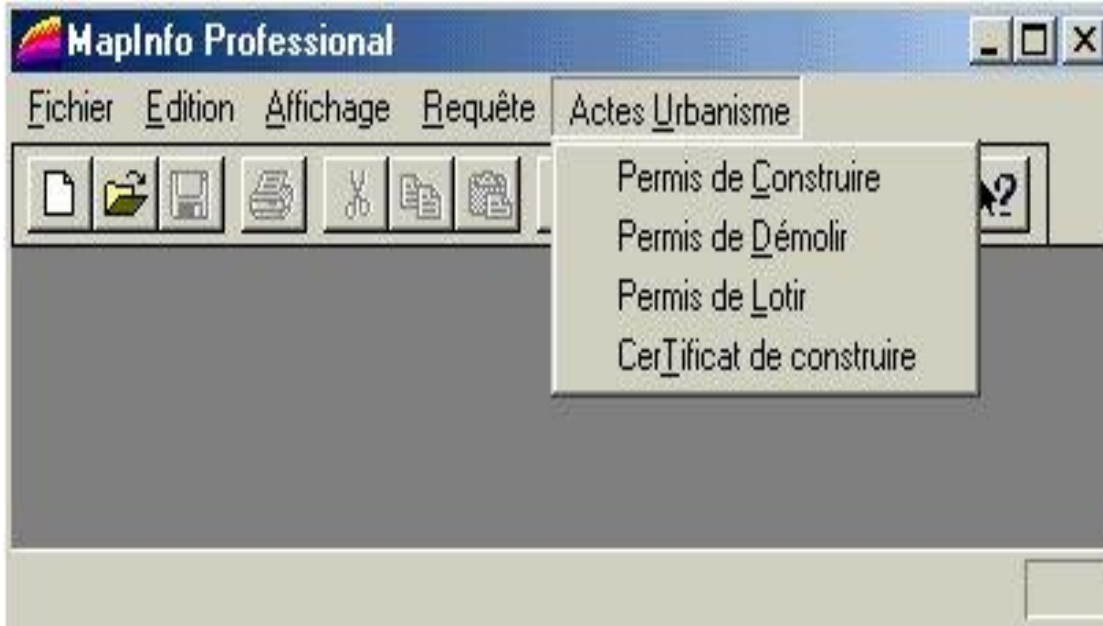 MapInfo Professional
Fichier Edition Affichage Requête Actes Urbanisme
Permis de Construire
Permis de Démolir
Permis de Lotir
CerTificat de construire